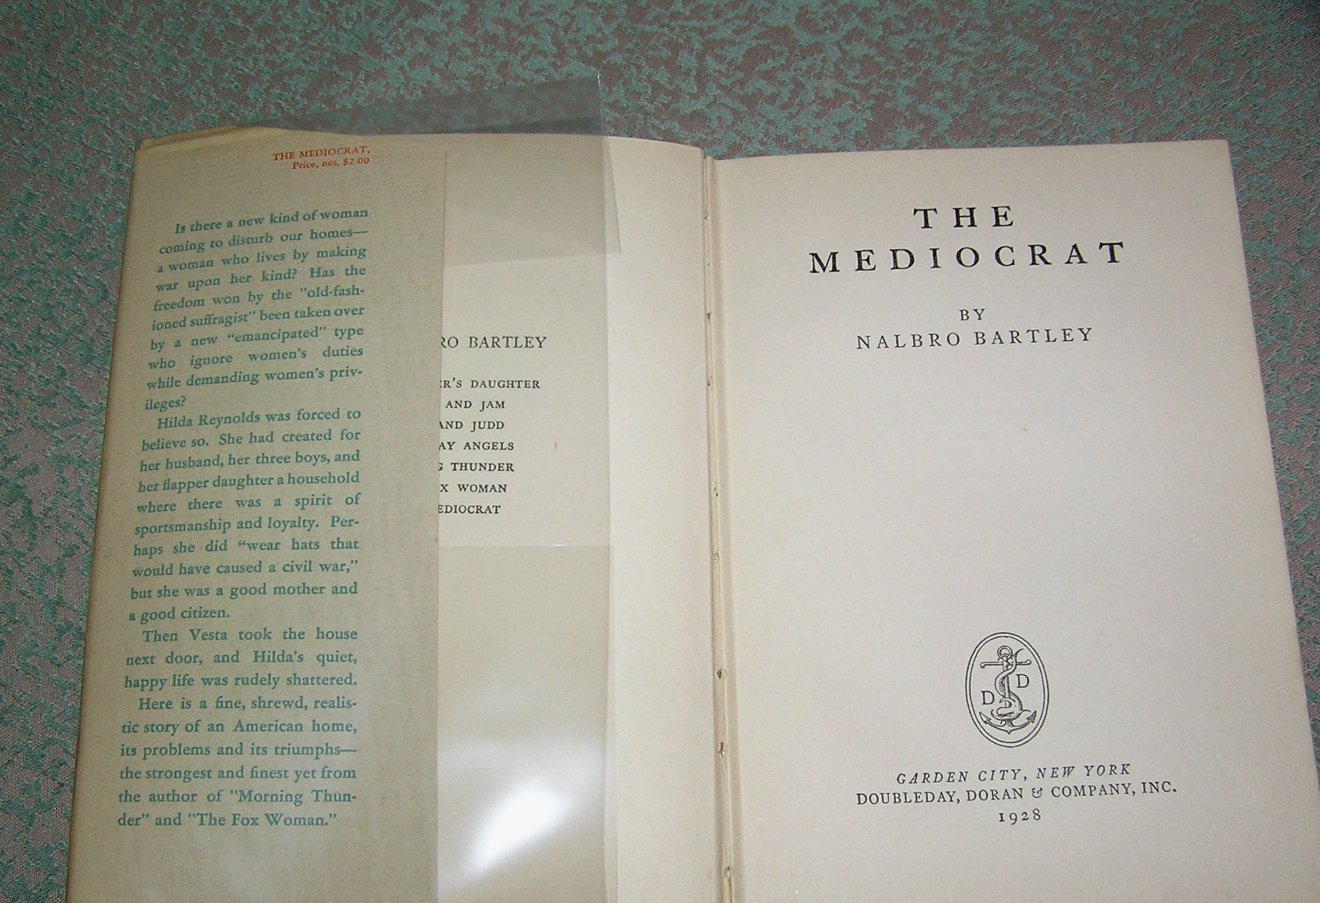 THE MEDIOCRAT,
Price, net, $2.00
Is there a new kind of woman
coming to disturb our homes—
a woman who lives by making
war upon her kind? Has the
freedom won by the "old-fash-
ioned suffragist" been taken over
by a new "emancipated" type
who ignore women's duties
while demanding women's priv-
ileges?
Hilda Reynolds was forced to
believe so. She had created for
her husband, her three boys, and
her flapper daughter a household
where there was a spirit of
sportsmanship and loyalty. Per-
haps she did "wear hats that
would have caused a civil war,"
but she was a good mother and
a good citizen.
Then Vesta took the house
next door, and Hilda's quiet,
happy life was rudely shattered.
Here is a fine, shrewd, realis-
tic story of an American home,
its problems and its triumphs—
the strongest and finest yet from
the author of "Morning Thun-
der" and "The Fox Woman."
RO BARTLEY
R'S DAUGHTER
AND JAM
AND JUDD
AY ANGELS
G THUNDER
X WOMAN
EDIOCRAT
THE
MEDIOCRAT
BY
NALBRO BARTLEY
D D
GARDEN CITY, NEW YORK
DOUBLEDAY, DORAN & COMPANY, INC.
1928